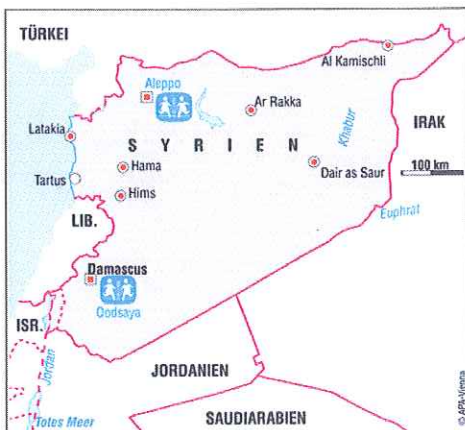 TÜRKEI
Al Kamischli
Aleppo
Ar Rakka
Khabur
IRAK
Latakia
SYRIEN
Hama
Dair as Saur
100 km
Tartus
Hims
Euphrat
LIB.
Damascus
Qodsaya
ISR.
Jordan
JORDANIEN
Totes Meer
SAUDIARABIEN
© APA-Vienna